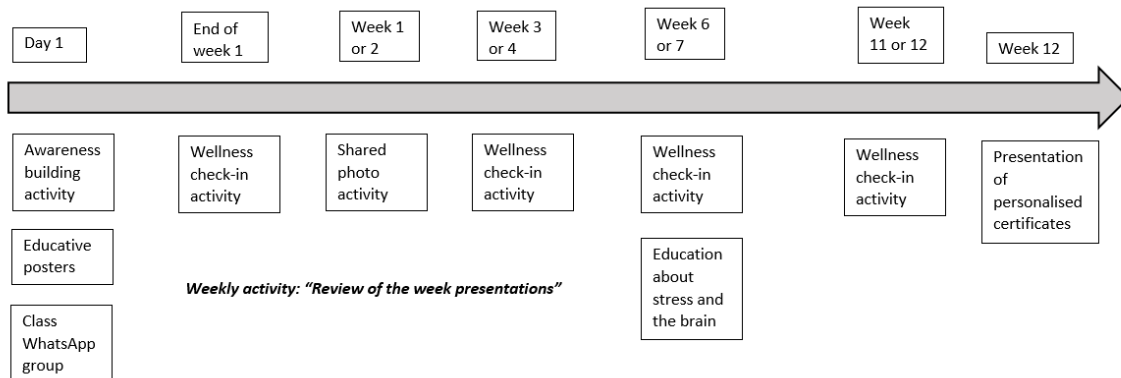 Day 1
End of
week 1
Week 1
or 2
Week 3
or 4
Week 6
or 7
Week
11 or 12
Week 12
Awareness
building
activity
Wellness
check-in
activity
Shared
photo
activity
Wellness
check-in
activity
Wellness
check-in
activity
Wellness
check-in
activity
Presentation
of
personalised
certificates
Educative
posters
Education
about
stress and
the brain
Weekly activity: “Review of the week presentations”
Class
WhatsApp
group